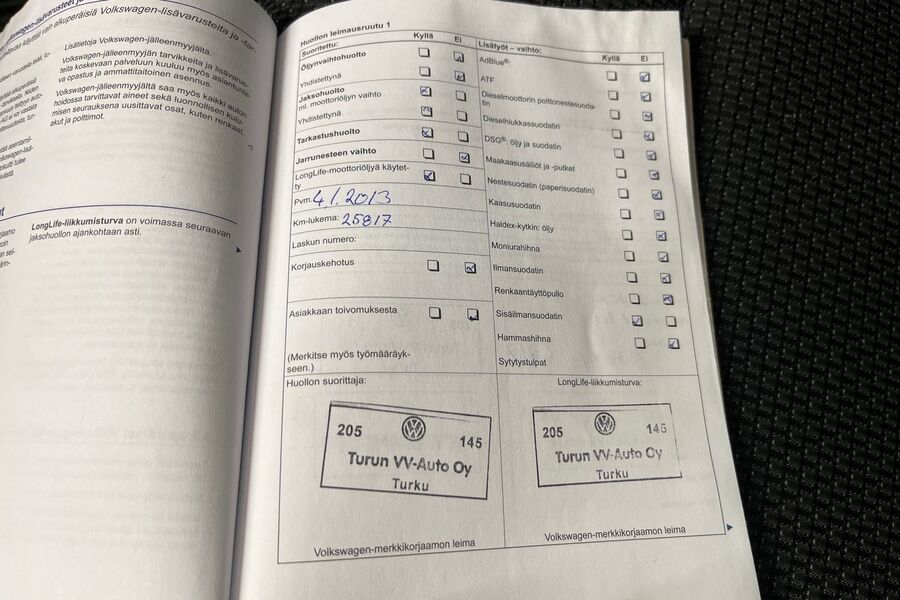 Volkswagen-lisävarusteita ja -tar-
Lisätietoja Volkswagen-jälleenmyyjältä.
Volkswagen-jälleenmyyjän tarvikkeita ja lisävarus-
teita koskevaan palveluun kuuluu myös asiantunte-
va opastus ja ammattitaitoinen asennus.
Volkswagen-jälleenmyyjältä saa myös kaikki auton
hoidossa tarvittavat aineet sekä luonnollisen kulu-
misen seurauksena uusittavat osat, kuten renkaat,
akut ja polttimot.
LongLife-liikkumisturva on voimassa seuraavan
jaksohuollon ajankohtaan asti.
Huollon leimausruutu 1
Suoritettu: Kyllä Ei
Öljynvaihtohuolto
Yhdistettynä
Jaksohuolto
ml. moottoriöljyn vaihto
Yhdistettynä
Tarkastushuolto
Jarrunesteen vaihto
LongLife-moottoriöljyä käytet-
ty
Pvm. 4.1.2013
Km-lukema: 25817
Laskun numero:
Korjauskehotus
Asiakkaan toivomuksesta
(Merkitse myös työmääräyk-
seen.)
Lisätyöt – vaihto: Kyllä Ei
AdBlue®:
ATF
Dieselmoottorin polttonestesuoda-
tin
Dieselhiukkassuodatin
DSG®: öljy ja suodatin
Maakaasusäiliöt ja -putket
Nestesuodatin (paperisuodatin)
Kaasusuodatin
Haldex-kytkin: öljy
Moniurahihna
Ilmansuodatin
Renkaantäyttöpullo
Sisäilmansuodatin
Hammashihna
Sytytystulpat
Huollon suorittaja:
205 145
Turun VV-Auto Oy
Turku
Volkswagen-merkkikorjaamon leima
LongLife-liikkumisturva:
205 145
Turun VV-Auto Oy
Turku
Volkswagen-merkkikorjaamon leima